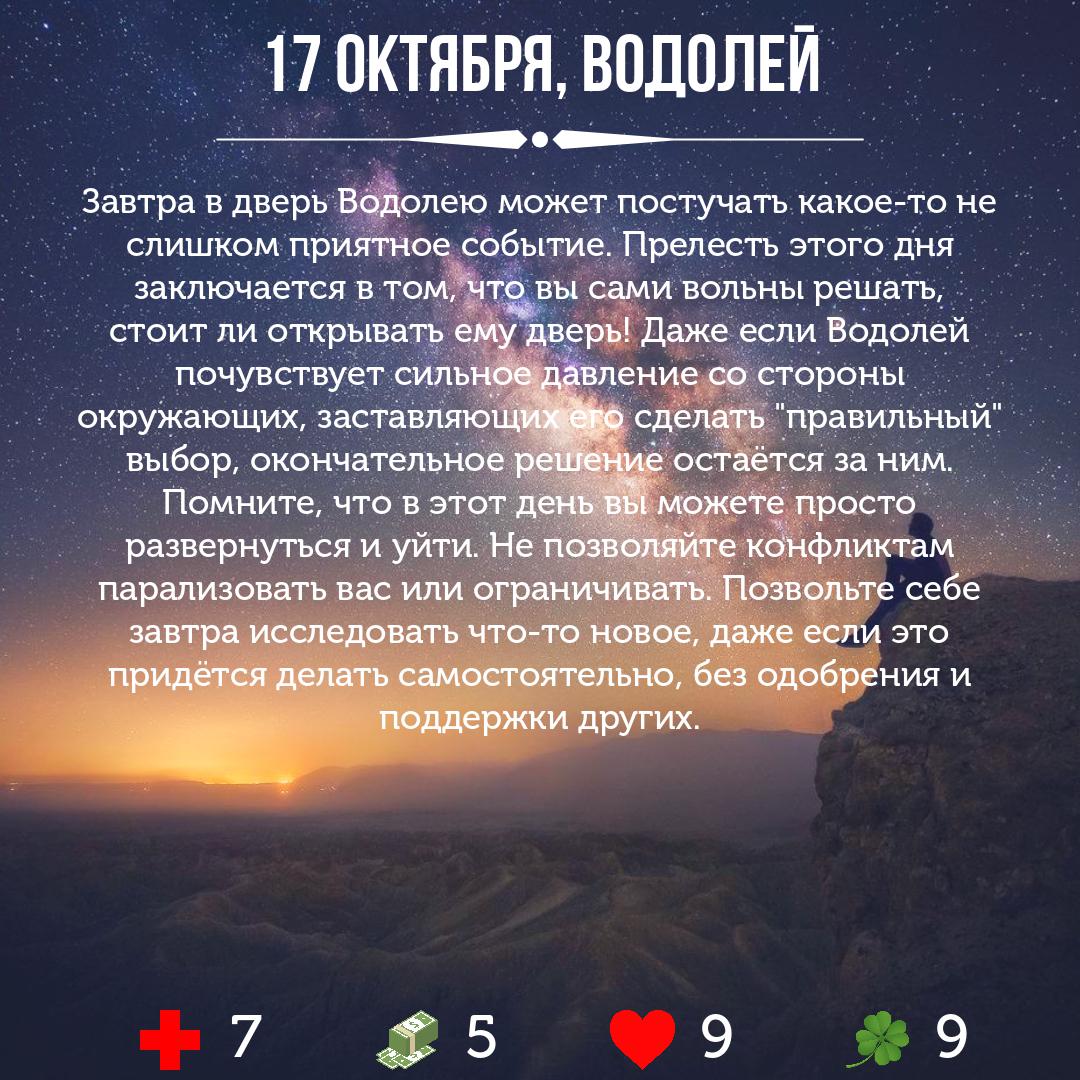 17 ОКТЯБРЯ, ВОДОЛЕЙ
Завтра в дверь Водолею может постучать какое-то не
слишком приятное событие. Прелесть этого дня
заключается в том, что вы сами вольны решать,
стоит ли открывать ему дверь! Даже если Водолей
почувствует сильное давление со стороны
окружающих, заставляющих его сделать "правильный"
выбор, окончательное решение остаётся за ним.
Помните, что в этот день вы можете просто
развернуться и уйти. Не позволяйте конфликтам
парализовать вас или ограничивать. Позвольте себе
завтра исследовать что-то новое, даже если это
придётся делать самостоятельно, без одобрения и
поддержки других.
7 5 9 9